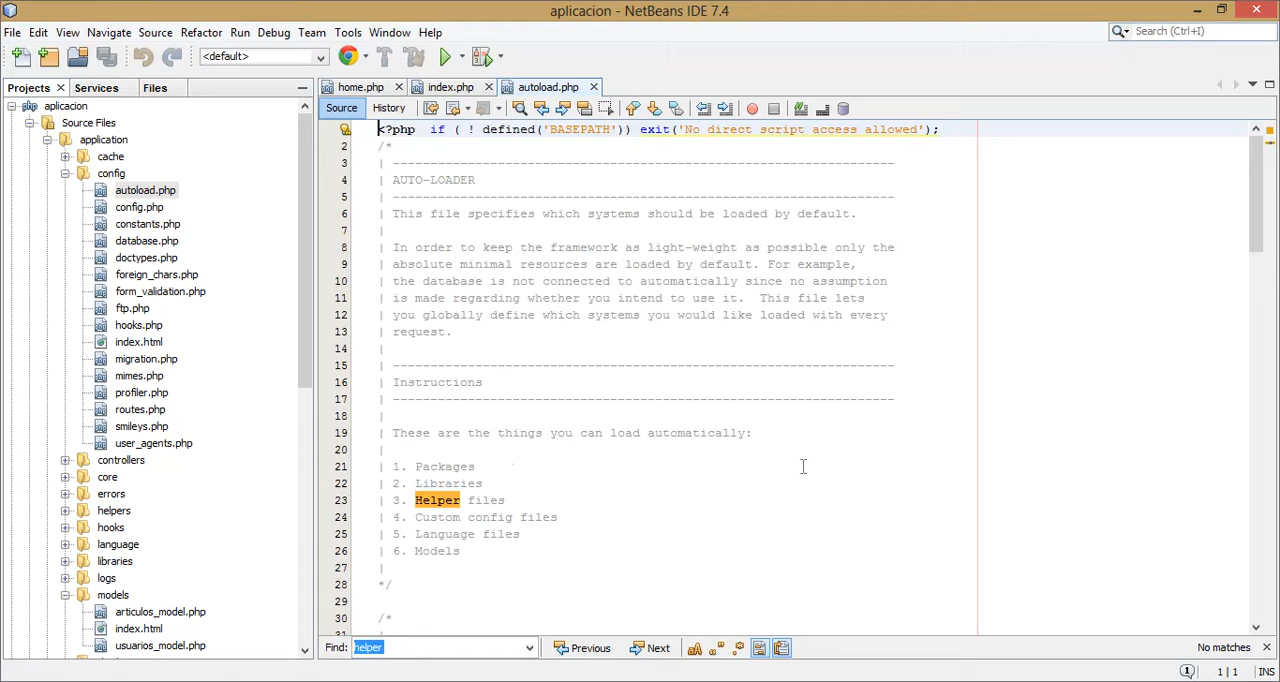 aplicacion - NetBeans IDE 7.4
File Edit View Navigate Source Refactor Run Debug Team Tools Window Help
Search (Ctrl+I)
<default>
Projects Services Files
home.php index.php autoload.php
Source History
aplicacion
Source Files
application
cache
config
autoload.php
config.php
constants.php
database.php
doctypes.php
foreign_chars.php
form_validation.php
ftp.php
hooks.php
index.html
migration.php
mimes.php
profiler.php
routes.php
smileys.php
user_agents.php
controllers
core
errors
helpers
hooks
language
libraries
logs
models
articulos_model.php
index.html
usuarios_model.php
<?php  if ( ! defined('BASEPATH')) exit('No direct script access allowed');
2 /*
3 | -------------------------------------------------------------------
4 | AUTO-LOADER
5 | -------------------------------------------------------------------
6 | This file specifies which systems should be loaded by default.
7 |
8 | In order to keep the framework as light-weight as possible only the
9 | absolute minimal resources are loaded by default. For example,
10 | the database is not connected to automatically since no assumption
11 | is made regarding whether you intend to use it.  This file lets
12 | you globally define which systems you would like loaded with every
13 | request.
14 |
15 | -------------------------------------------------------------------
16 | Instructions
17 | -------------------------------------------------------------------
18 |
19 | These are the things you can load automatically:
20 |
21 | 1. Packages
22 | 2. Libraries
23 | 3. Helper files
24 | 4. Custom config files
25 | 5. Language files
26 | 6. Models
27 |
28 */
29
30 /*
Find: helper Previous Next No matches
1 | 1 INS